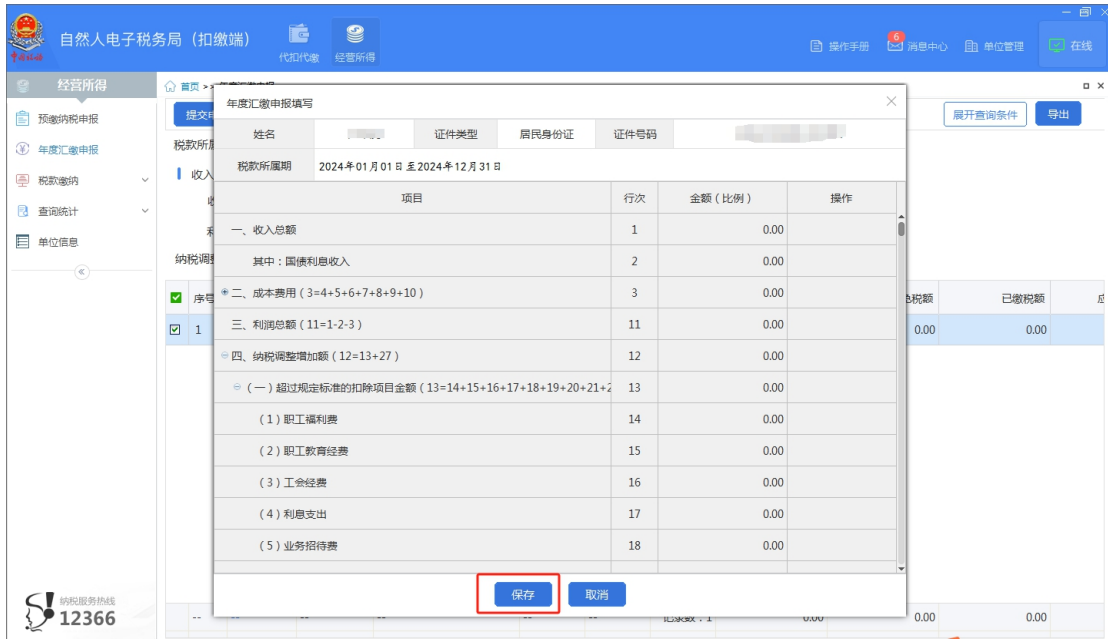 自然人电子税务局（扣缴端）
代扣代缴
经营所得
操作手册
6
消息中心
单位管理
在线
经营所得
预缴纳税申报
年度汇缴申报
税款缴纳
查询统计
单位信息
纳税服务热线
12366
首页 >>
提交
展开查询条件
导出
税款所
收入
纳税调
序号
税额
已缴税额
1
0.00
0.00
年度汇缴申报填写
姓名
证件类型
居民身份证
证件号码
税款所属期
2024年01月01日 至2024年12月31日
项目 行次 金额（比例） 操作
一、收入总额 1 0.00
其中：国债利息收入 2 0.00
二、成本费用（3=4+5+6+7+8+9+10） 3 0.00
三、利润总额（11=1-2-3） 11 0.00
四、纳税调整增加额（12=13+27） 12 0.00
（一）超过规定标准的扣除项目金额（13=14+15+16+17+18+19+20+21+2 13 0.00
（1）职工福利费 14 0.00
（2）职工教育经费 15 0.00
（3）工会经费 16 0.00
（4）利息支出 17 0.00
（5）业务招待费 18 0.00
保存
取消
-- -- -- -- -- -- 0.00 0.00